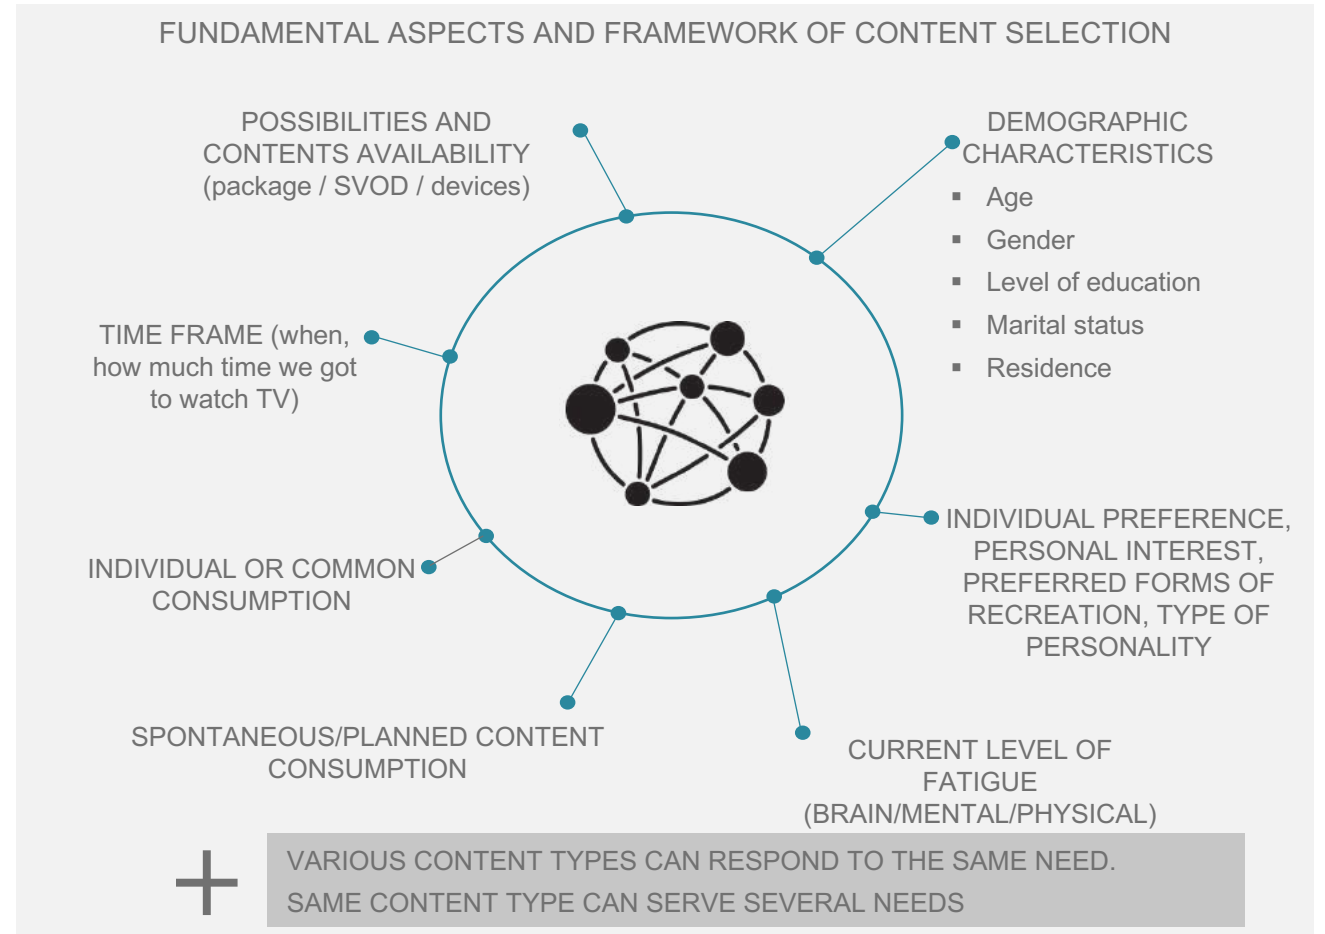 FUNDAMENTAL ASPECTS AND FRAMEWORK OF CONTENT SELECTION
POSSIBILITIES AND
CONTENTS AVAILABILITY
(package / SVOD / devices)
DEMOGRAPHIC
CHARACTERISTICS
▪ Age
▪ Gender
▪ Level of education
▪ Marital status
▪ Residence
TIME FRAME (when,
how much time we got
to watch TV)
INDIVIDUAL OR COMMON
CONSUMPTION
INDIVIDUAL PREFERENCE,
PERSONAL INTEREST,
PREFERRED FORMS OF
RECREATION, TYPE OF
PERSONALITY
SPONTANEOUS/PLANNED CONTENT
CONSUMPTION
CURRENT LEVEL OF
FATIGUE
(BRAIN/MENTAL/PHYSICAL)
+
VARIOUS CONTENT TYPES CAN RESPOND TO THE SAME NEED.
SAME CONTENT TYPE CAN SERVE SEVERAL NEEDS